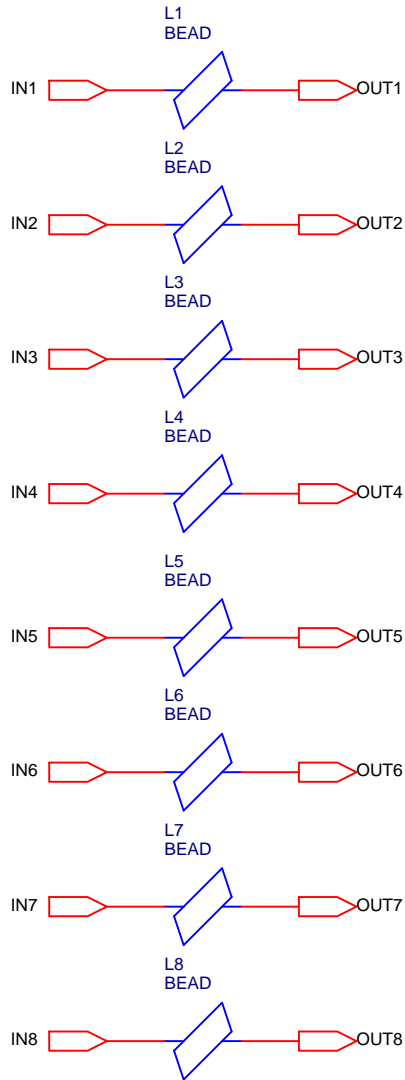 L1
BEAD
IN1
OUT1
L2
BEAD
IN2
OUT2
L3
BEAD
IN3
OUT3
L4
BEAD
IN4
OUT4
L5
BEAD
IN5
OUT5
L6
BEAD
IN6
OUT6
L7
BEAD
IN7
OUT7
L8
BEAD
IN8
OUT8